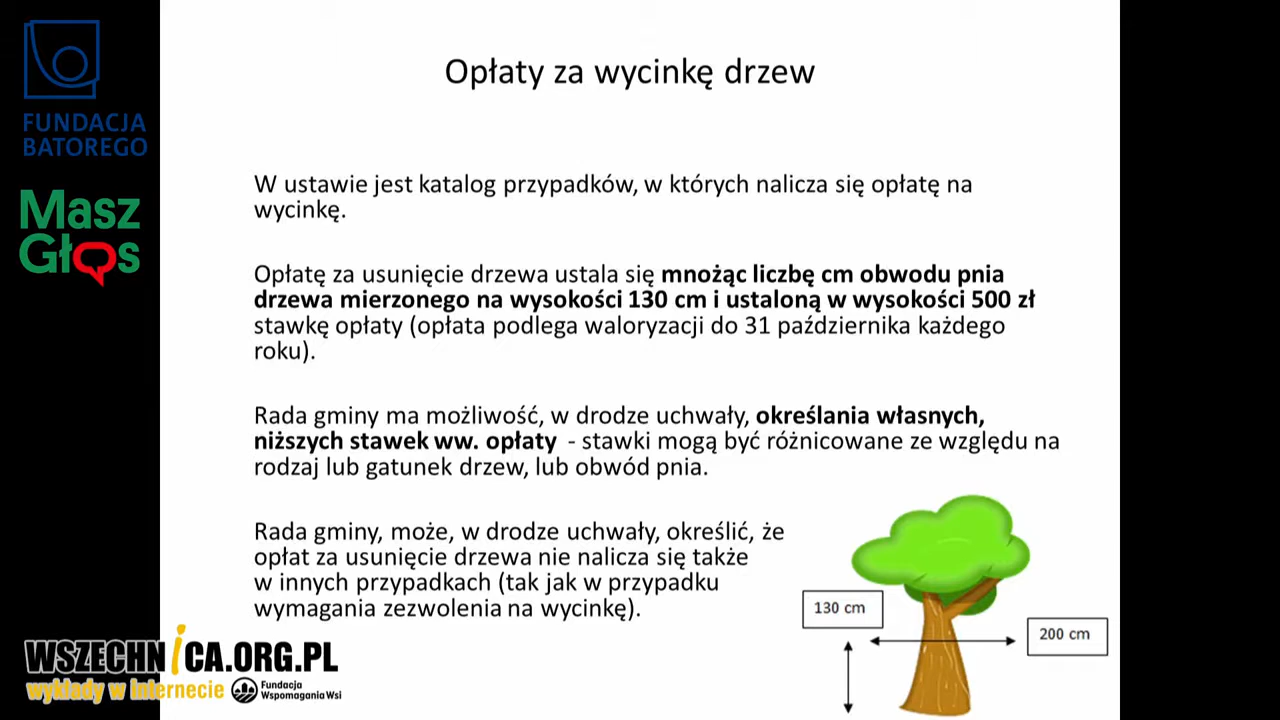 Opłaty za wycinkę drzew
FUNDACJA
BATOREGO
Masz
Głos
W ustawie jest katalog przypadków, w których nalicza się opłatę na
wycinkę.
Opłatę za usunięcie drzewa ustala się mnożąc liczbę cm obwodu pnia
drzewa mierzonego na wysokości 130 cm i ustaloną w wysokości 500 zł
stawkę opłaty (opłata podlega waloryzacji do 31 października każdego
roku).
Rada gminy ma możliwość, w drodze uchwały, określania własnych,
niższych stawek ww. opłaty - stawki mogą być różnicowane ze względu na
rodzaj lub gatunek drzew, lub obwód pnia.
Rada gminy, może, w drodze uchwały, określić, że
opłat za usunięcie drzewa nie nalicza się także
w innych przypadkach (tak jak w przypadku
wymagania zezwolenia na wycinkę).
130 cm
200 cm
WSZECHNiCA.ORG.PL
wykłady w internecie
Fundacja
Wspomagania Wsi